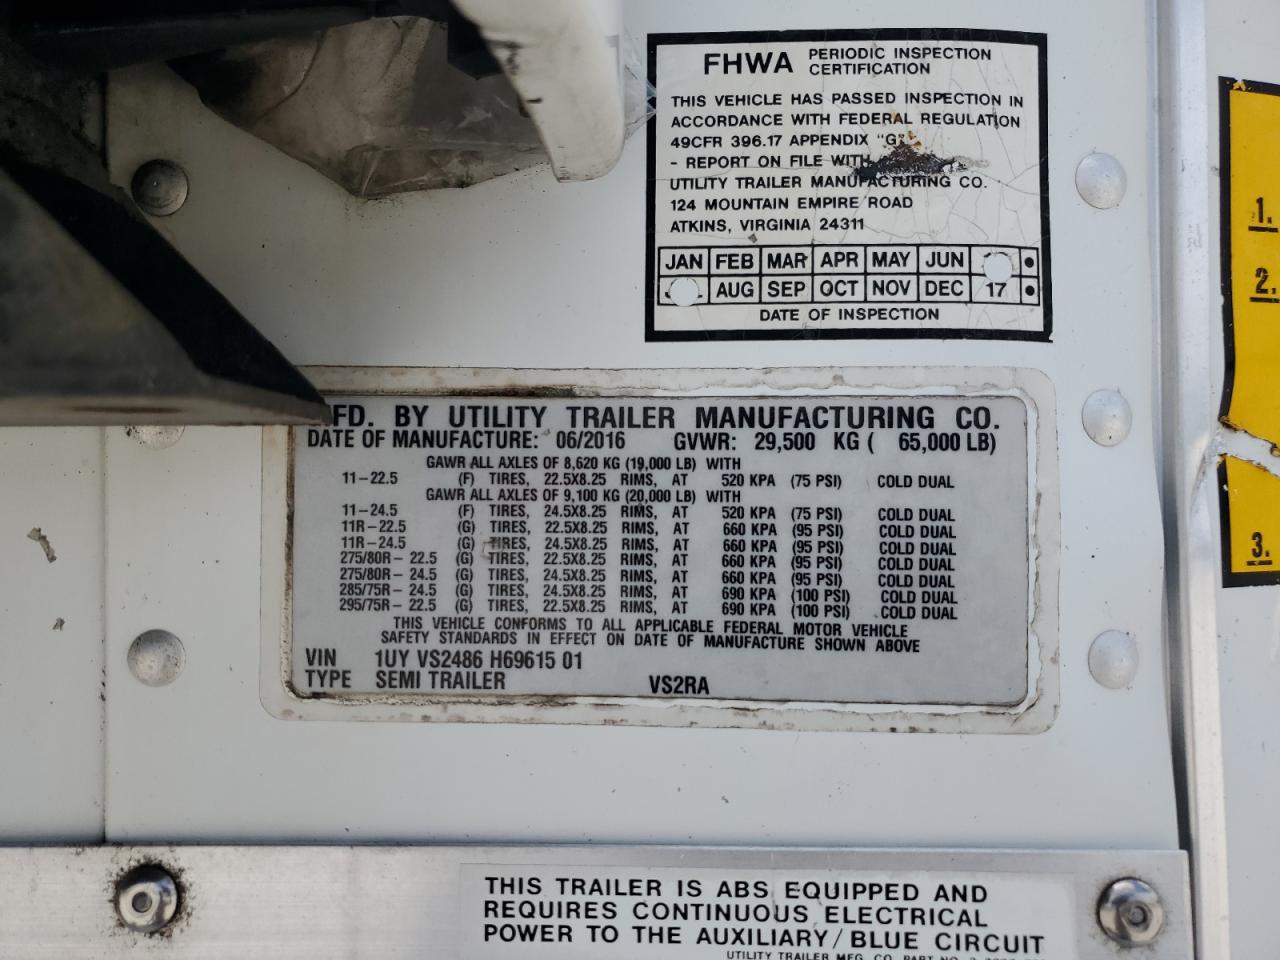 FHWA PERIODIC INSPECTION CERTIFICATION
THIS VEHICLE HAS PASSED INSPECTION IN
ACCORDANCE WITH FEDERAL REGULATION
49CFR 396.17 APPENDIX "G"
- REPORT ON FILE WITH
UTILITY TRAILER MANUFACTURING CO.
124 MOUNTAIN EMPIRE ROAD
ATKINS, VIRGINIA 24311
JAN FEB MAR APR MAY JUN
AUG SEP OCT NOV DEC 17
DATE OF INSPECTION
1.
2.
3.
MFD. BY UTILITY TRAILER MANUFACTURING CO.
DATE OF MANUFACTURE: 06/2016 GVWR: 29,500 KG ( 65,000 LB)
GAWR ALL AXLES OF 8,620 KG (19,000 LB) WITH
11-22.5 (F) TIRES, 22.5X8.25 RIMS, AT 520 KPA (75 PSI) COLD DUAL
GAWR ALL AXLES OF 9,100 KG (20,000 LB) WITH
11-24.5 (F) TIRES, 24.5X8.25 RIMS, AT 520 KPA (75 PSI) COLD DUAL
11R-22.5 (G) TIRES, 22.5X8.25 RIMS, AT 660 KPA (95 PSI) COLD DUAL
11R-24.5 (G) TIRES, 24.5X8.25 RIMS, AT 660 KPA (95 PSI) COLD DUAL
275/80R- 22.5 (G) TIRES, 22.5X8.25 RIMS, AT 660 KPA (95 PSI) COLD DUAL
275/80R- 24.5 (G) TIRES, 24.5X8.25 RIMS, AT 660 KPA (95 PSI) COLD DUAL
285/75R- 24.5 (G) TIRES, 24.5X8.25 RIMS, AT 690 KPA (100 PSI) COLD DUAL
295/75R- 22.5 (G) TIRES, 22.5X8.25 RIMS, AT 690 KPA (100 PSI) COLD DUAL
THIS VEHICLE CONFORMS TO ALL APPLICABLE FEDERAL MOTOR VEHICLE
SAFETY STANDARDS IN EFFECT ON DATE OF MANUFACTURE SHOWN ABOVE
VIN 1UY VS2486 H69615 01
TYPE SEMI TRAILER VS2RA
THIS TRAILER IS ABS EQUIPPED AND
REQUIRES CONTINUOUS ELECTRICAL
POWER TO THE AUXILIARY/BLUE CIRCUIT
UTILITY TRAILER MFG. CO. PART NO.